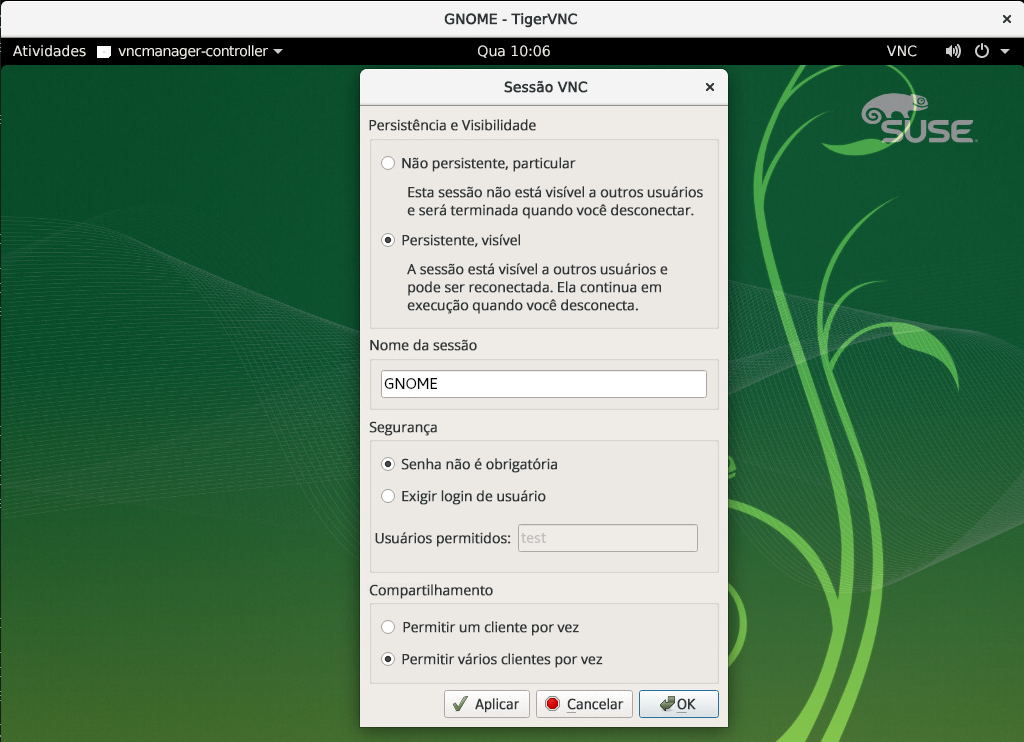 GNOME - TigerVNC
Atividades vncmanager-controller Qua 10:06 VNC
SUSE
Sessão VNC
Persistência e Visibilidade
Não persistente, particular
Esta sessão não está visível a outros usuários
e será terminada quando você desconectar.
Persistente, visível
A sessão está visível a outros usuários e
pode ser reconectada. Ela continua em
execução quando você desconecta.
Nome da sessão
GNOME
Segurança
Senha não é obrigatória
Exigir login de usuário
Usuários permitidos: test
Compartilhamento
Permitir um cliente por vez
Permitir vários clientes por vez
Aplicar Cancelar OK